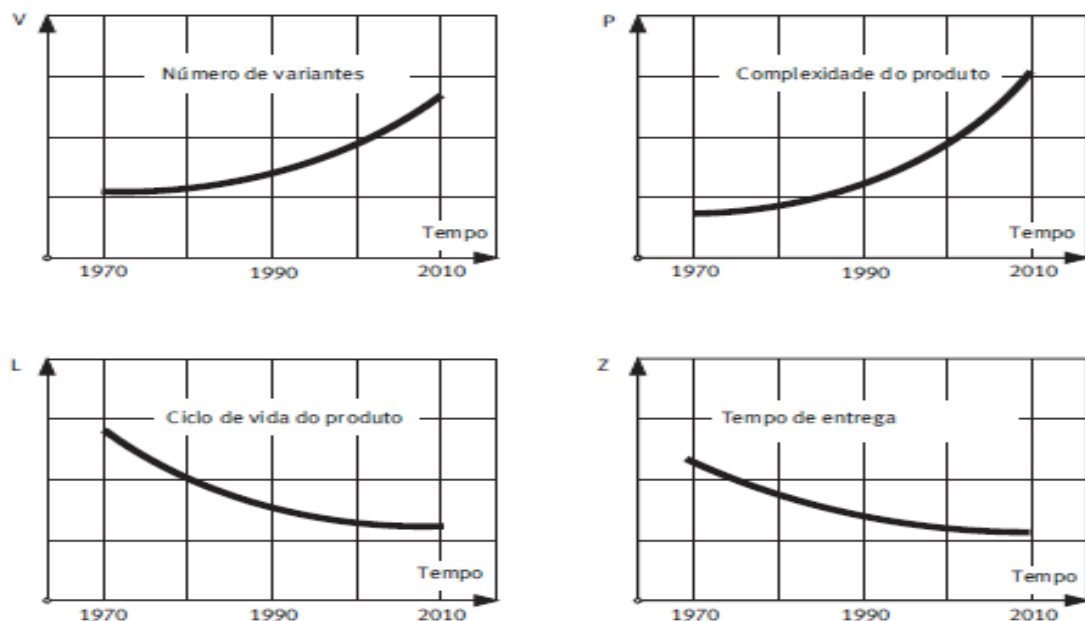 V
Número de variantes
Tempo
1970 1990 2010
P
Complexidade do produto
Tempo
1970 1990 2010
L
Ciclo de vida do produto
Tempo
1970 1990 2010
Z
Tempo de entrega
Tempo
1970 1990 2010